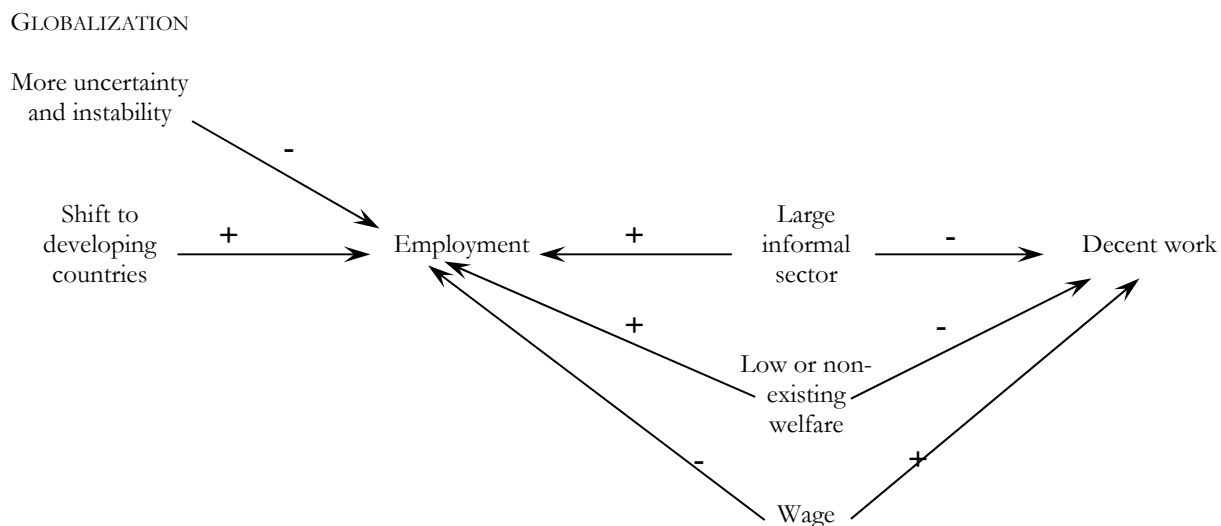 GLOBALIZATION
More uncertainty
and instability
-
Shift to
developing
countries
+
Employment
+
Large
informal
sector
-
Decent work
+
-
Low or non-
existing
welfare
-
+
Wage